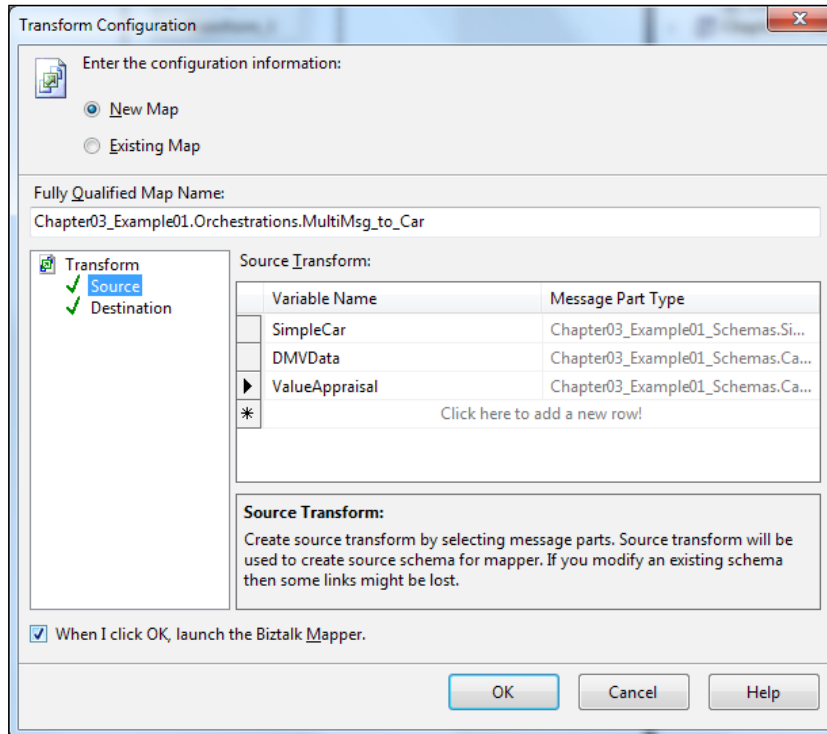 Transform Configuration
Enter the configuration information:
New Map
Existing Map
Fully Qualified Map Name:
Chapter03_Example01.Orchestrations.MultiMsg_to_Car
Transform
Source
Destination
Source Transform:
Variable Name Message Part Type
SimpleCar Chapter03_Example01_Schemas.Si...
DMVData Chapter03_Example01_Schemas.Ca...
ValueAppraisal Chapter03_Example01_Schemas.Ca...
Click here to add a new row!
Source Transform:
Create source transform by selecting message parts. Source transform will be
used to create source schema for mapper. If you modify an existing schema
then some links might be lost.
When I click OK, launch the Biztalk Mapper.
OK Cancel Help